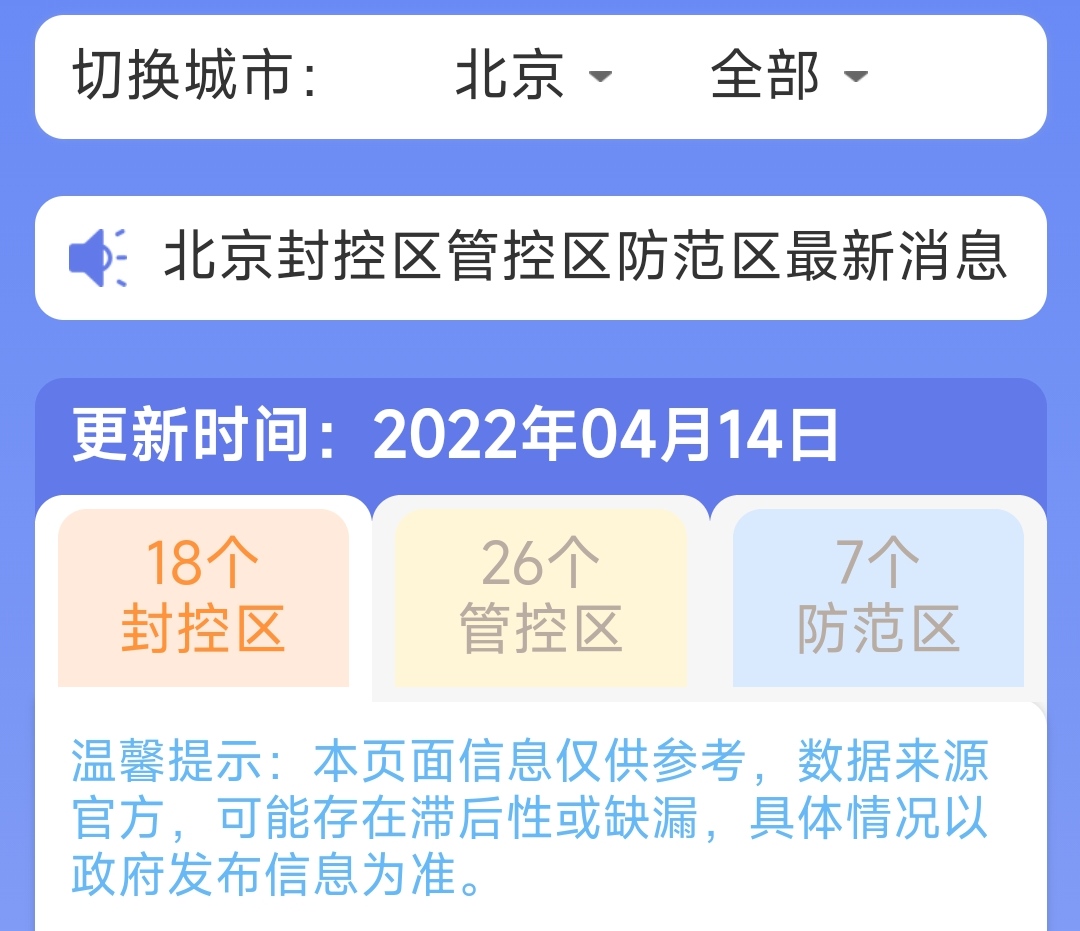 切换城市： 北京 全部
北京封控区管控区防范区最新消息
更新时间：2022年04月14日
18个 26个 7个
封控区 管控区 防范区
温馨提示：本页面信息仅供参考，数据来源
官方，可能存在滞后性或缺漏，具体情况以
政府发布信息为准。